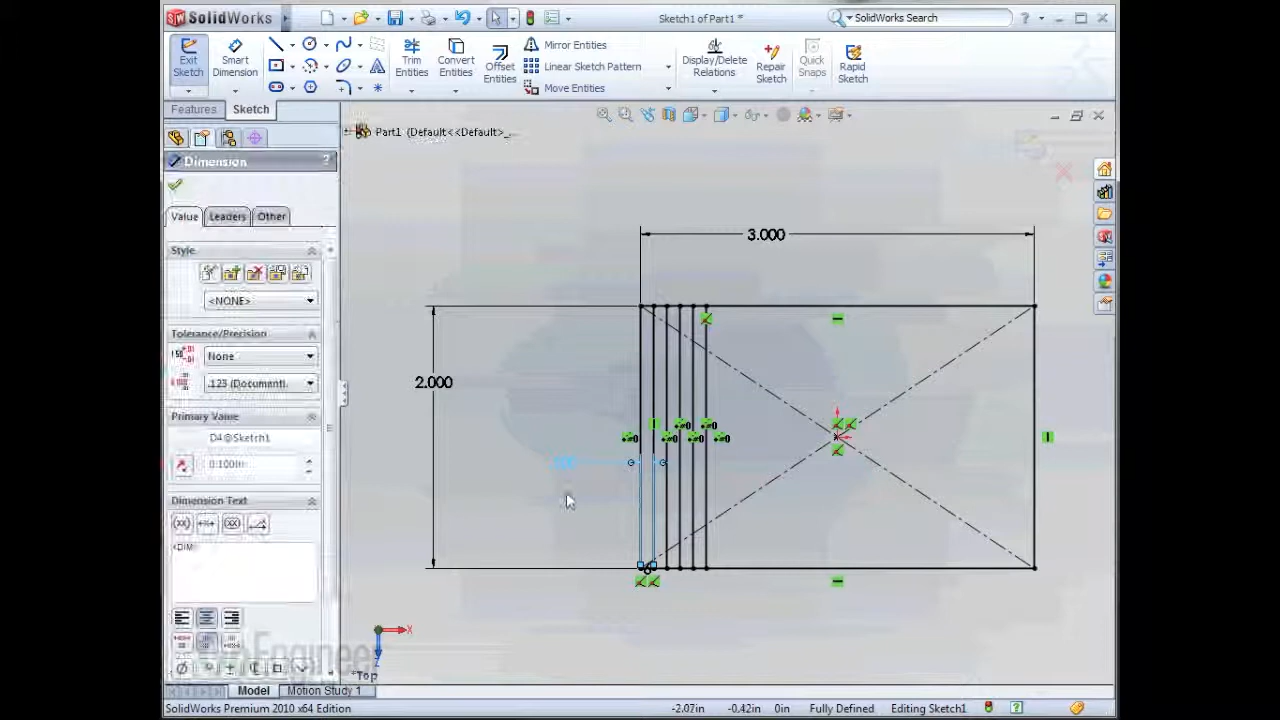 SolidWorks
Sketch1 of Part1 *
SolidWorks Search
Exit Sketch
Smart Dimension
Trim Entities
Convert Entities
Offset Entities
Mirror Entities
Linear Sketch Pattern
Move Entities
Display/Delete Relations
Repair Sketch
Quick Snaps
Rapid Sketch
Features
Sketch
Part1 (Default<<Default>_...
Dimension
?
Value
Leaders
Other
Style
<NONE>
Tolerance/Precision
None
.123 (Document)
Primary Value
D4@Sketch1
0.100in
Dimension Text
<DIM>
3.000
2.000
X
Z
*Top
Model
Motion Study 1
SolidWorks Premium 2010 x64 Edition
-2.07in
-0.42in
0in
Fully Defined
Editing Sketch1